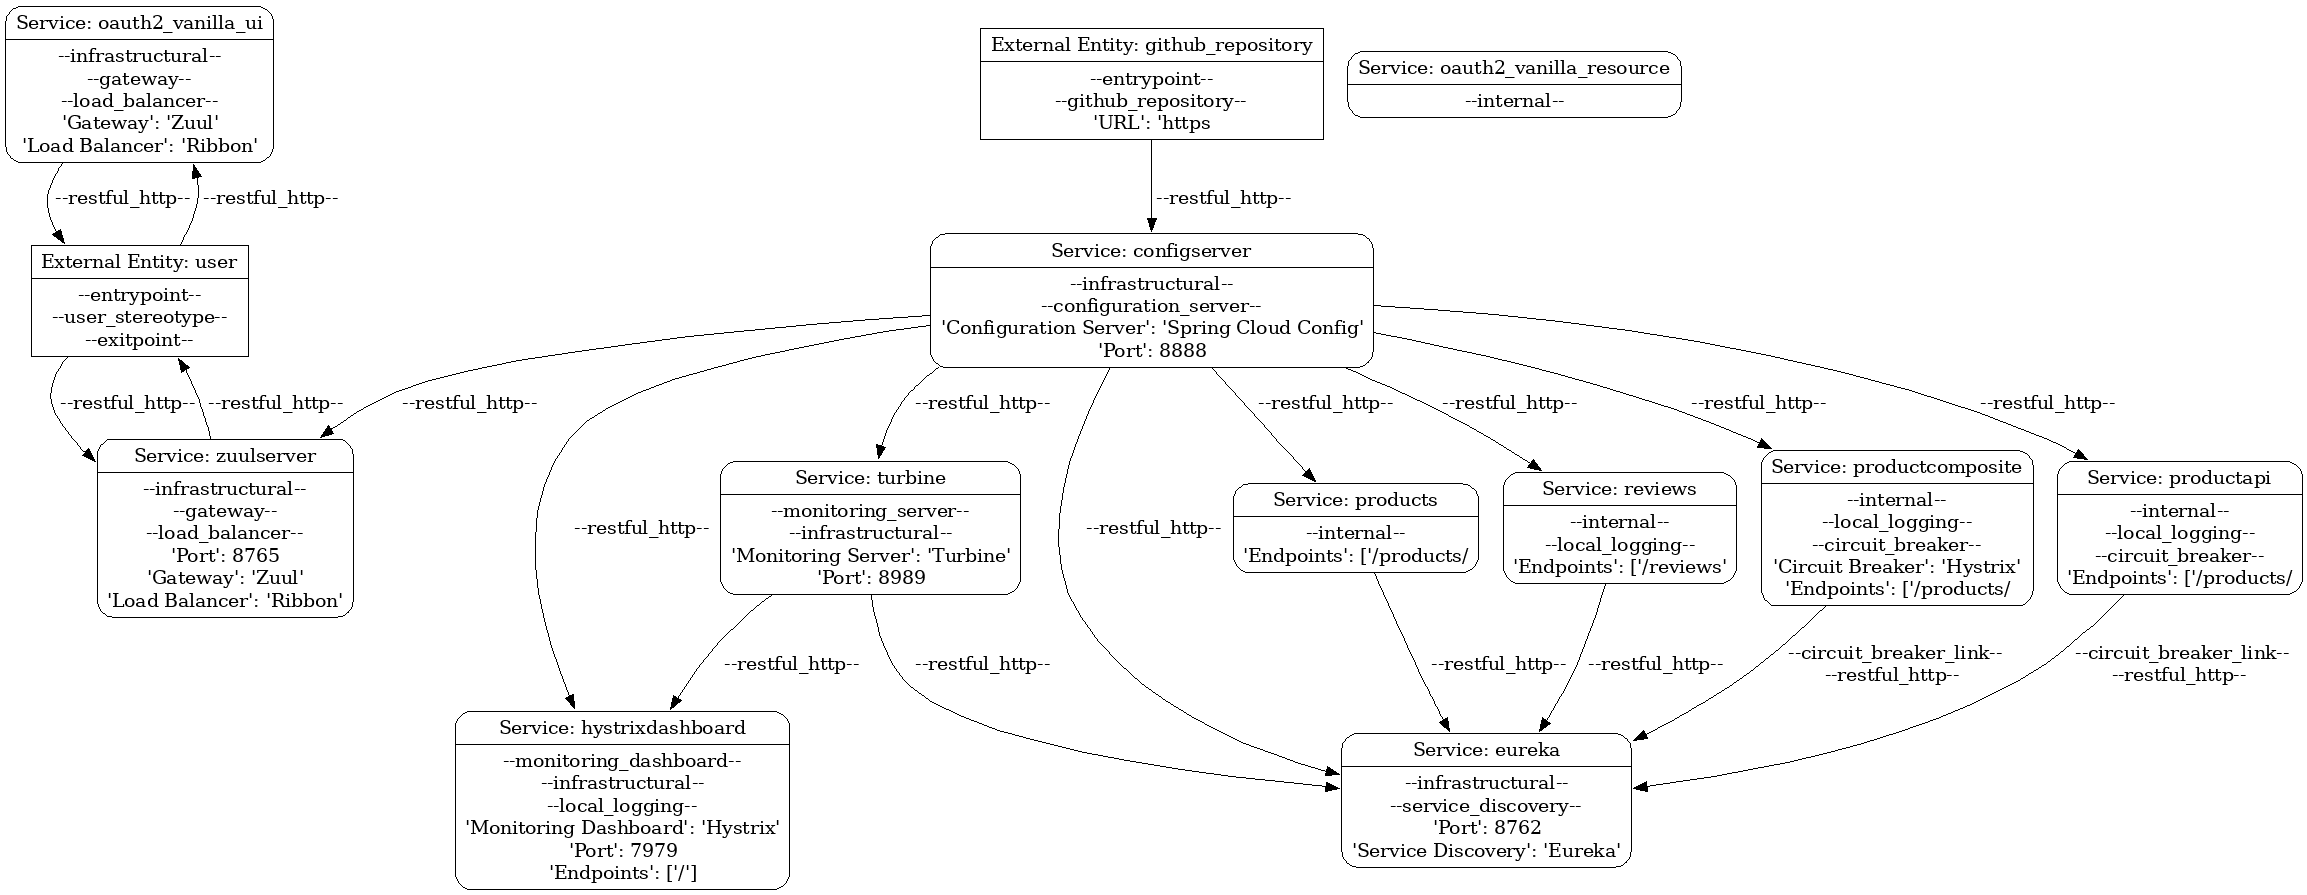 Service: oauth2_vanilla_ui
--infrastructural--
--gateway--
--load_balancer--
'Gateway': 'Zuul'
'Load Balancer': 'Ribbon'
External Entity: github_repository
--entrypoint--
--github_repository--
'URL': 'https
Service: oauth2_vanilla_resource
--internal--
--restful_http--
--restful_http--
--restful_http--
External Entity: user
--entrypoint--
--user_stereotype--
--exitpoint--
Service: configserver
--infrastructural--
--configuration_server--
'Configuration Server': 'Spring Cloud Config'
'Port': 8888
--restful_http--
--restful_http--
--restful_http--
--restful_http--
--restful_http--
--restful_http--
--restful_http--
--restful_http--
Service: zuulserver
--infrastructural--
--gateway--
--load_balancer--
'Port': 8765
'Gateway': 'Zuul'
'Load Balancer': 'Ribbon'
--restful_http--
Service: turbine
--monitoring_server--
--infrastructural--
'Monitoring Server': 'Turbine'
'Port': 8989
--restful_http--
Service: products
--internal--
'Endpoints': ['/products/
Service: reviews
--internal--
--local_logging--
'Endpoints': ['/reviews'
Service: productcomposite
--internal--
--local_logging--
--circuit_breaker--
'Circuit Breaker': 'Hystrix'
'Endpoints': ['/products/
Service: productapi
--internal--
--local_logging--
--circuit_breaker--
'Endpoints': ['/products/
--restful_http--
--restful_http--
--restful_http--
--restful_http--
--circuit_breaker_link--
--restful_http--
--circuit_breaker_link--
--restful_http--
Service: hystrixdashboard
--monitoring_dashboard--
--infrastructural--
--local_logging--
'Monitoring Dashboard': 'Hystrix'
'Port': 7979
'Endpoints': ['/']
Service: eureka
--infrastructural--
--service_discovery--
'Port': 8762
'Service Discovery': 'Eureka'